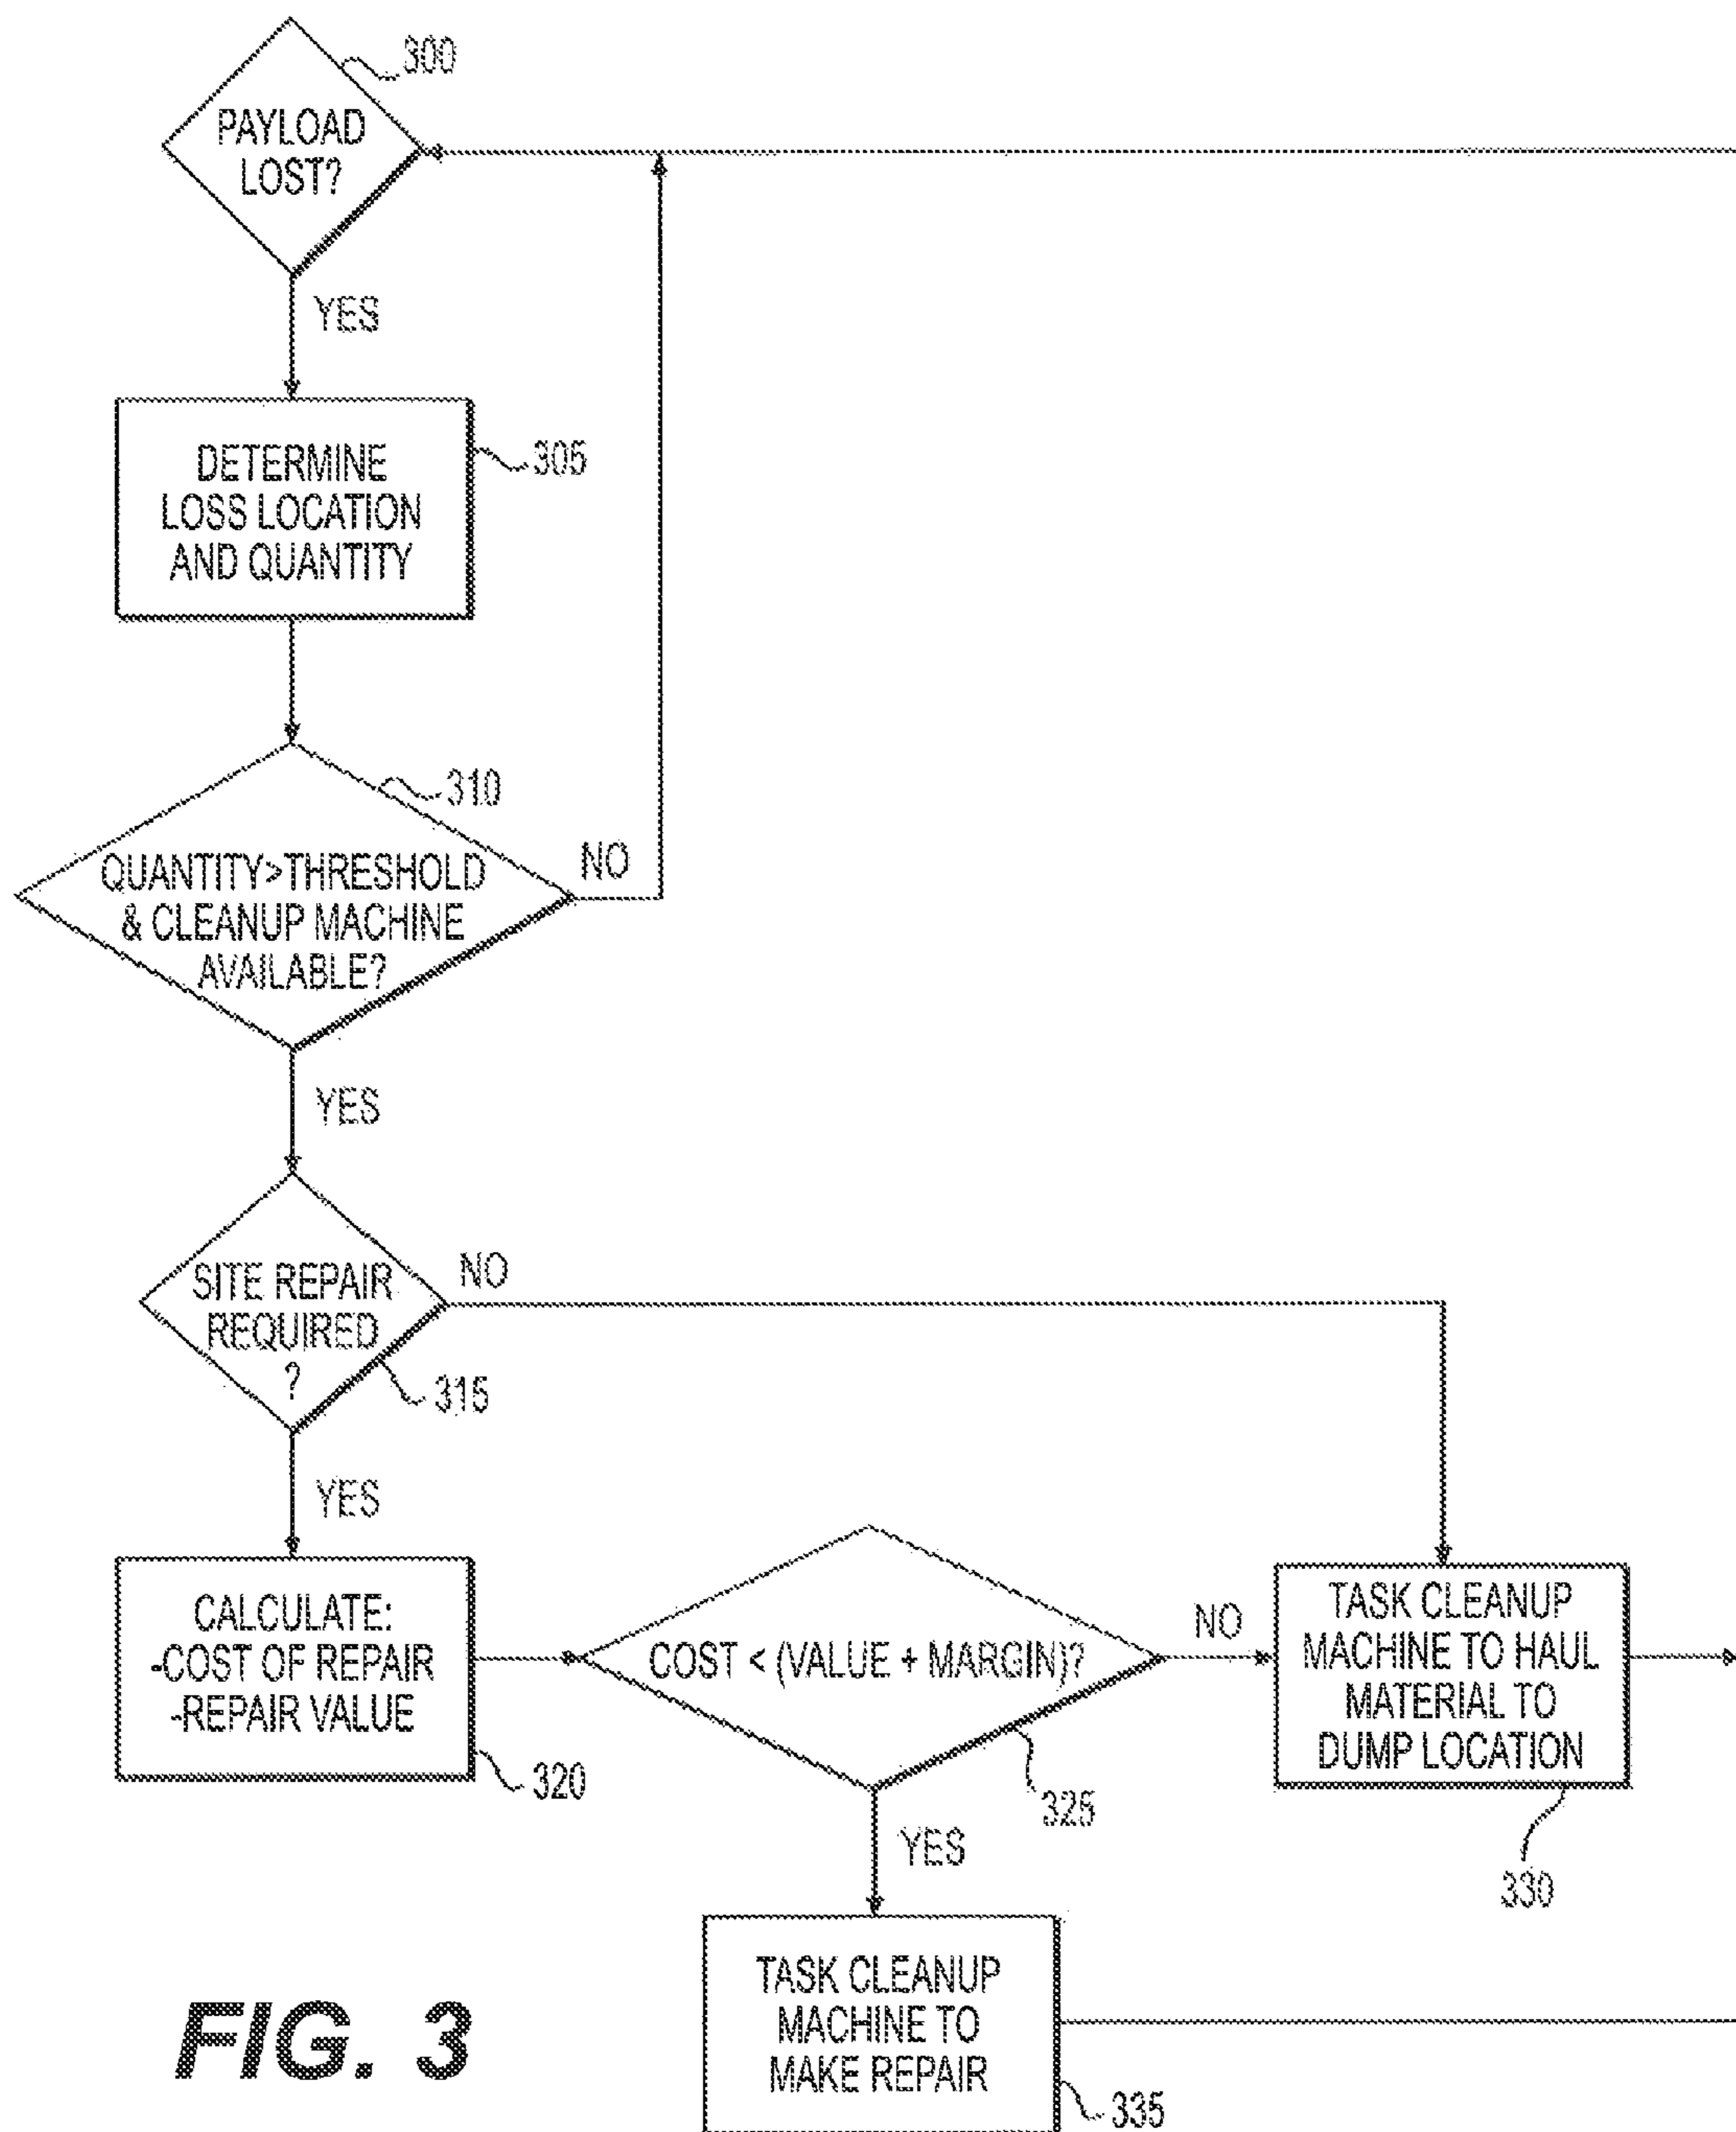 300
PAYLOAD
LOST?
YES
DETERMINE
LOSS LOCATION
AND QUANTITY
305
310
QUANTITY>THRESHOLD
& CLEANUP MACHINE
AVAILABLE?
NO
YES
SITE REPAIR
REQUIRED
?
NO
315
YES
CALCULATE:
-COST OF REPAIR
-REPAIR VALUE
320
COST < (VALUE + MARGIN)?
NO
325
YES
TASK CLEANUP
MACHINE TO HAUL
MATERIAL TO
DUMP LOCATION
330
TASK CLEANUP
MACHINE TO
MAKE REPAIR
335
FIG. 3